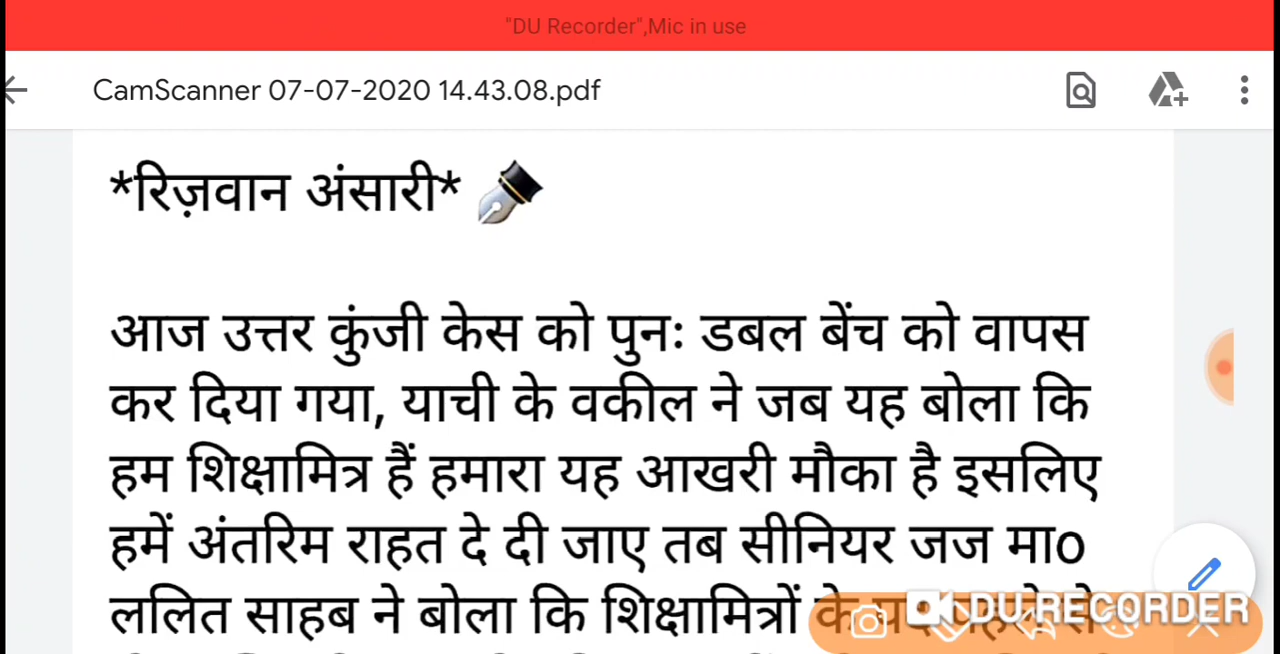 "DU Recorder",Mic in use
CamScanner 07-07-2020 14.43.08.pdf
*रिज़वान अंसारी*
आज उत्तर कुंजी केस को पुनः डबल बेंच को वापस
कर दिया गया, याची के वकील ने जब यह बोला कि
हम शिक्षामित्र हैं हमारा यह आखरी मौका है इसलिए
हमें अंतरिम राहत दे दी जाए तब सीनियर जज मा०
ललित साहब ने बोला कि शिक्षामित्रों के पद पहले से
DU RECORDER